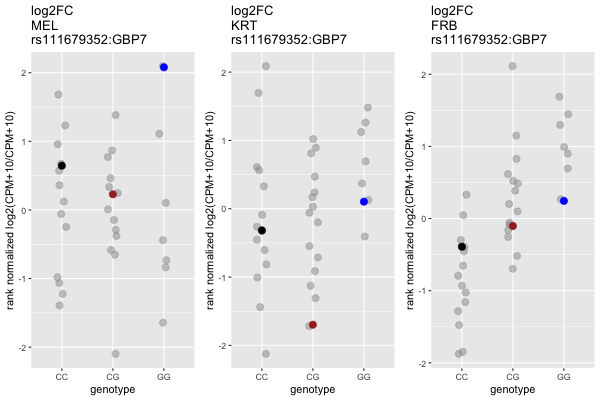 log2FC
MEL
rs111679352:GBP7
rank normalized log2(CPM+10/CPM+10)
2
1
0
-1
-2
CC
CG
GG
genotype
log2FC
KRT
rs111679352:GBP7
rank normalized log2(CPM+10/CPM+10)
2
1
0
-1
-2
CC
CG
GG
genotype
log2FC
FRB
rs111679352:GBP7
rank normalized log2(CPM+10/CPM+10)
2
1
0
-1
-2
CC
CG
GG
genotype